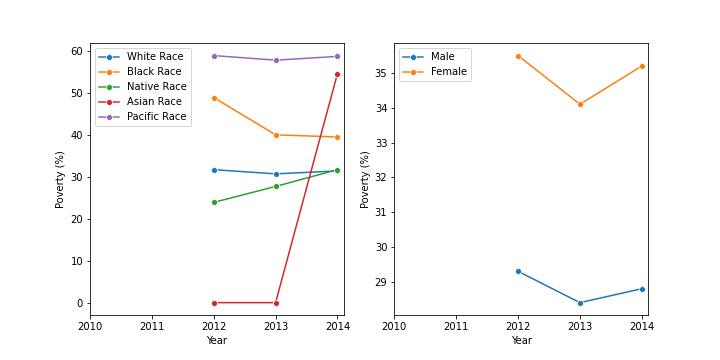 White Race
Black Race
Native Race
Asian Race
Pacific Race
60
50
40
30
20
10
0
Poverty (%)
2010 2011 2012 2013 2014
Year
Male
Female
35
34
33
32
31
30
29
Poverty (%)
2010 2011 2012 2013 2014
Year